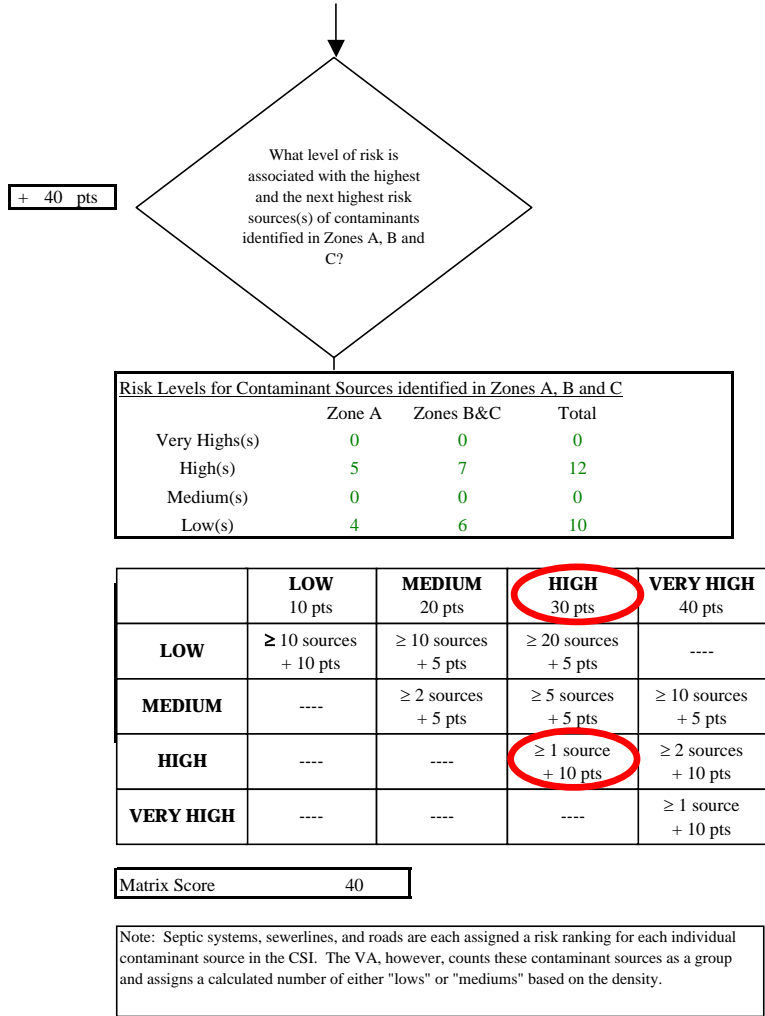 What level of risk is
associated with the highest
and the next highest risk
sources(s) of contaminants
identified in Zones A, B and
C?
+ 40 pts
Risk Levels for Contaminant Sources identified in Zones A, B and C
Zone A Zones B&C Total
Very Highs(s) 0 0 0
High(s) 5 7 12
Medium(s) 0 0 0
Low(s) 4 6 10
LOW MEDIUM HIGH VERY HIGH
10 pts 20 pts 30 pts 40 pts
LOW ≥ 10 sources ≥ 10 sources ≥ 20 sources ----
+ 10 pts + 5 pts + 5 pts
MEDIUM ---- ≥ 2 sources ≥ 5 sources ≥ 10 sources
+ 5 pts + 5 pts + 5 pts
HIGH ---- ---- ≥ 1 source ≥ 2 sources
+ 10 pts + 10 pts
VERY HIGH ---- ---- ---- ≥ 1 source
+ 10 pts
Matrix Score 40
Note: Septic systems, sewerlines, and roads are each assigned a risk ranking for each individual
contaminant source in the CSI. The VA, however, counts these contaminant sources as a group
and assigns a calculated number of either "lows" or "mediums" based on the density.